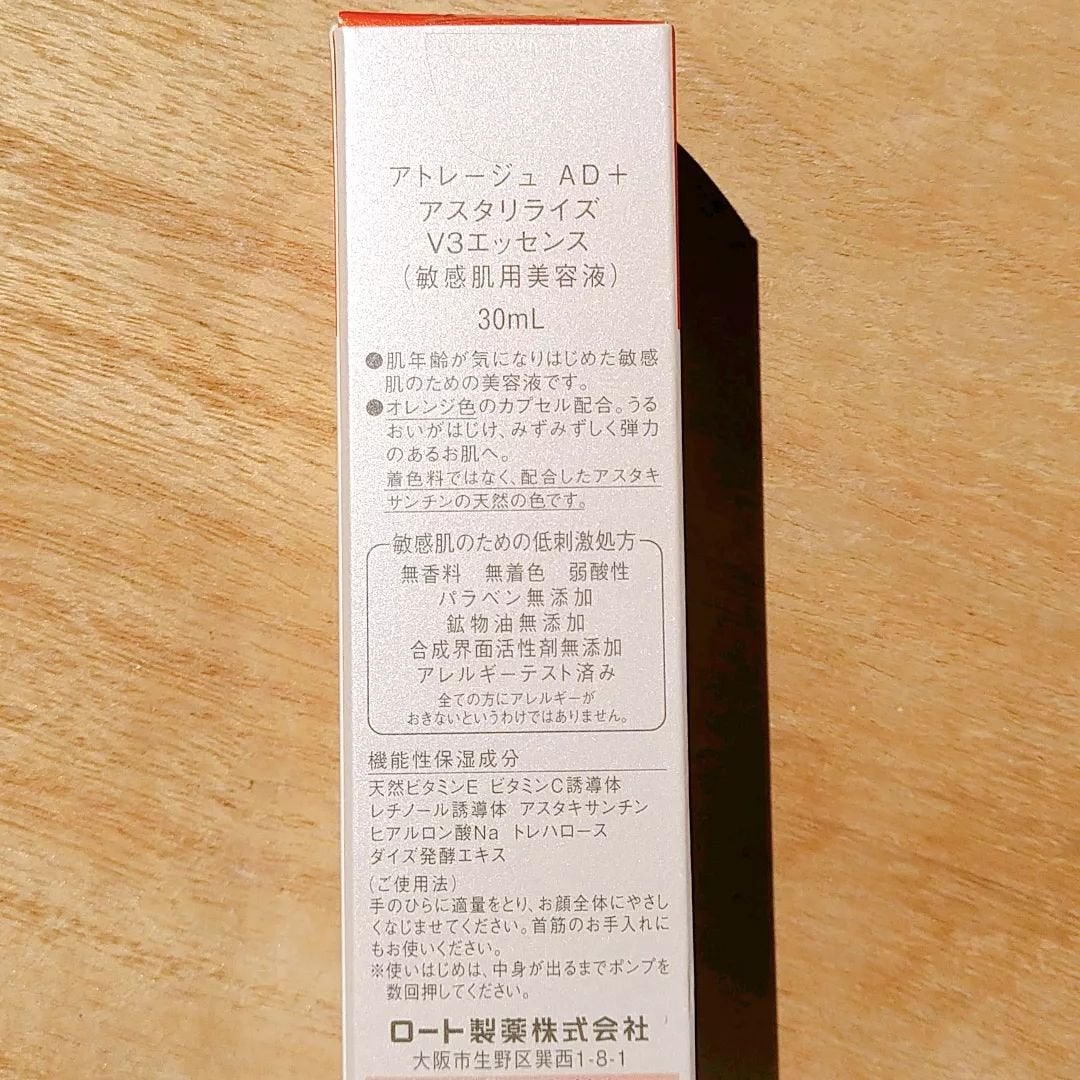 アトレージュ AD＋
アスタリライズ
V3エッセンス
（敏感肌用美容液）
30mL
●肌年齢が気になりはじめた敏感
肌のための美容液です。
●オレンジ色のカプセル配合。うる
おいがはじけ、みずみずしく弾力
のあるお肌へ。
着色料ではなく、配合したアスタキ
サンチンの天然の色です。
敏感肌のための低刺激処方
無香料 無着色 弱酸性
パラベン無添加
鉱物油無添加
合成界面活性剤無添加
アレルギーテスト済み
全ての方にアレルギーが
おきないというわけではありません。
機能性保湿成分
天然ビタミンE ビタミンC誘導体
レチノール誘導体 アスタキサンチン
ヒアルロン酸Na トレハロース
ダイズ発酵エキス
（ご使用法）
手のひらに適量をとり、お顔全体にやさし
くなじませてください。首筋のお手入れに
もお使いください。
※使いはじめは、中身が出るまでポンプを
数回押してください。
ロート製薬株式会社
大阪市生野区巽西1-8-1